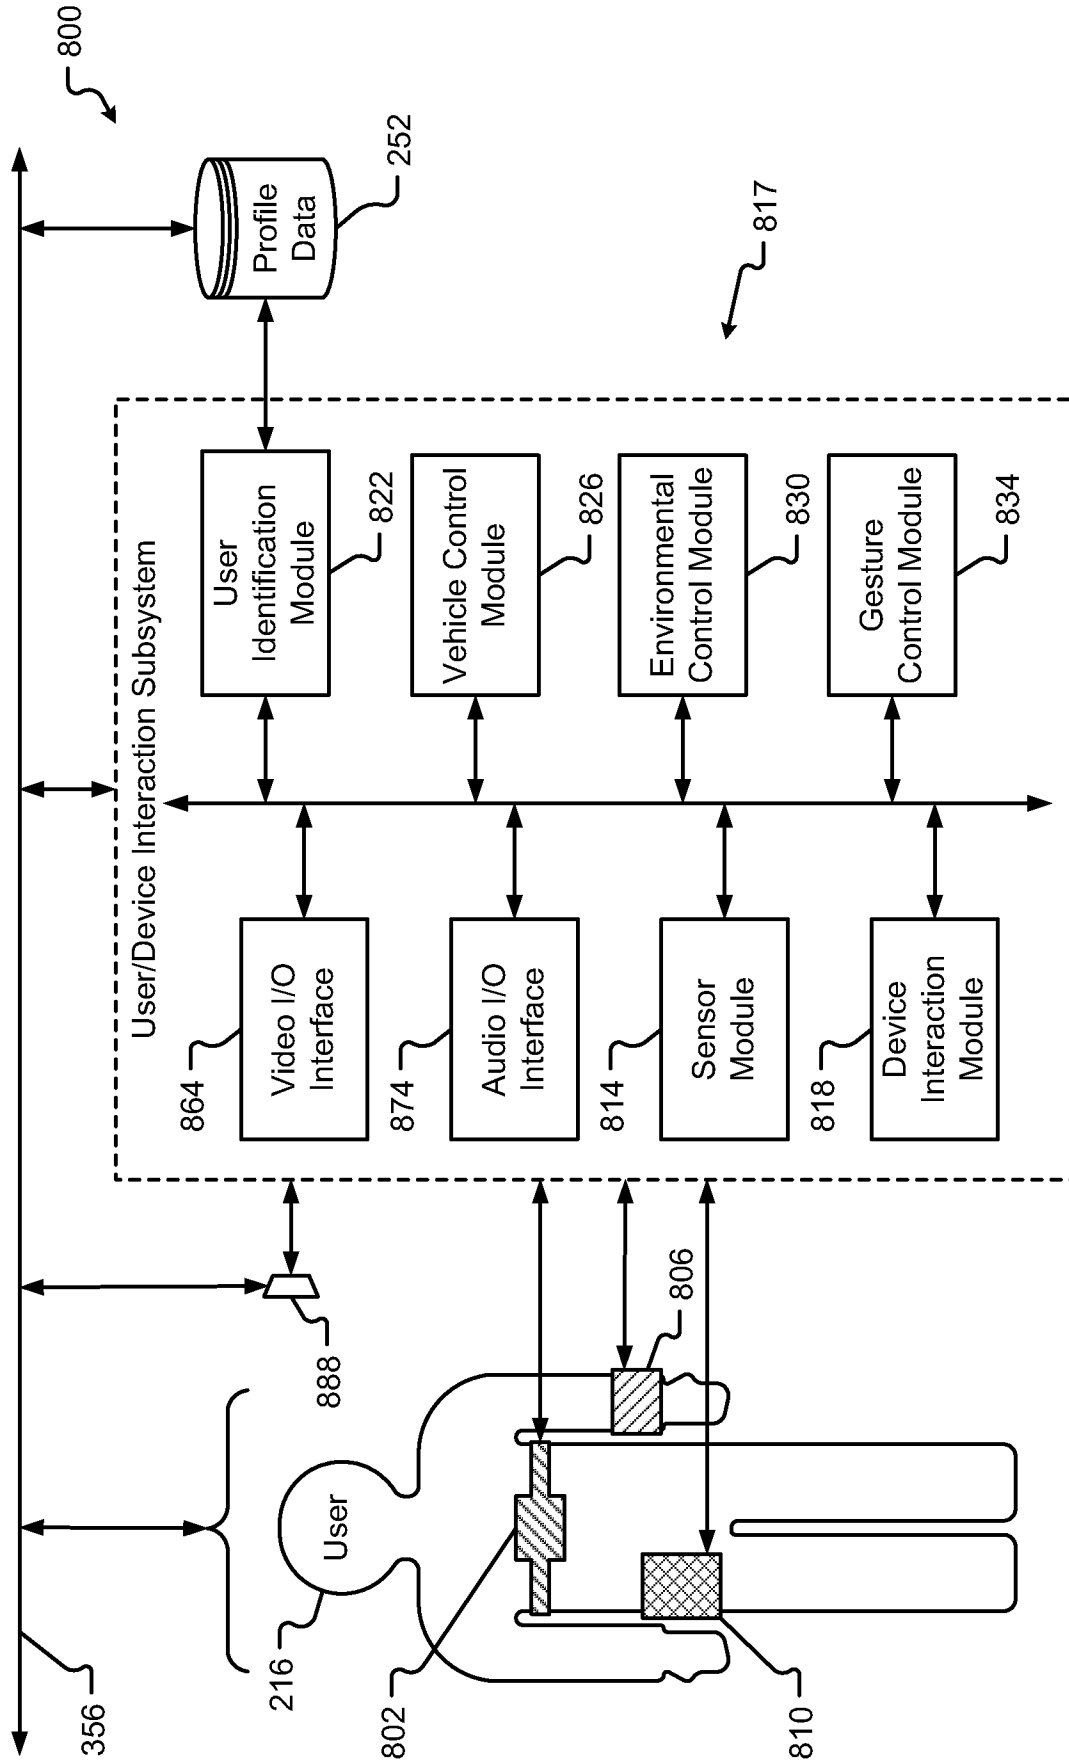 800
356
Profile
Data
252
817
User/Device Interaction Subsystem
User
Identification
Module
822
Vehicle Control
Module
826
Environmental
Control Module
830
Gesture
Control Module
834
Video I/O
Interface
864
Audio I/O
Interface
874
Sensor
Module
814
Device
Interaction
Module
818
888
User
216
802
806
810